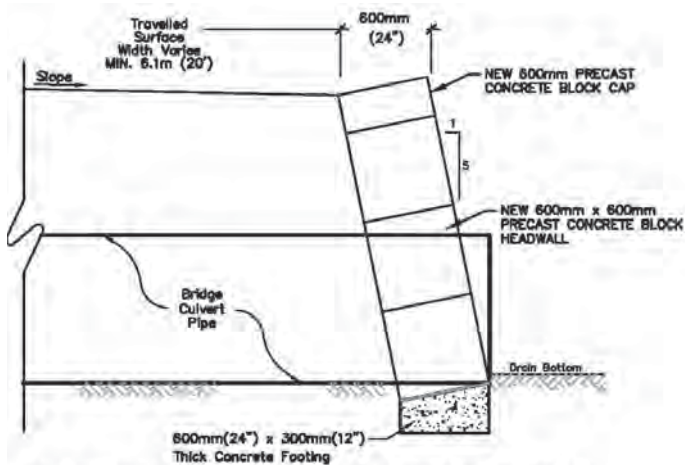 Travelled
Surface
Width Varies
MIN. 6.1m (20')
600mm
(24")
Slope
NEW 600mm PRECAST
CONCRETE BLOCK CAP
1
5
NEW 600mm x 600mm
PRECAST CONCRETE BLOCK
HEADWALL
Bridge
Culvert
Pipe
Drain Bottom
600mm(24") x 300mm(12")
Thick Concrete Footing